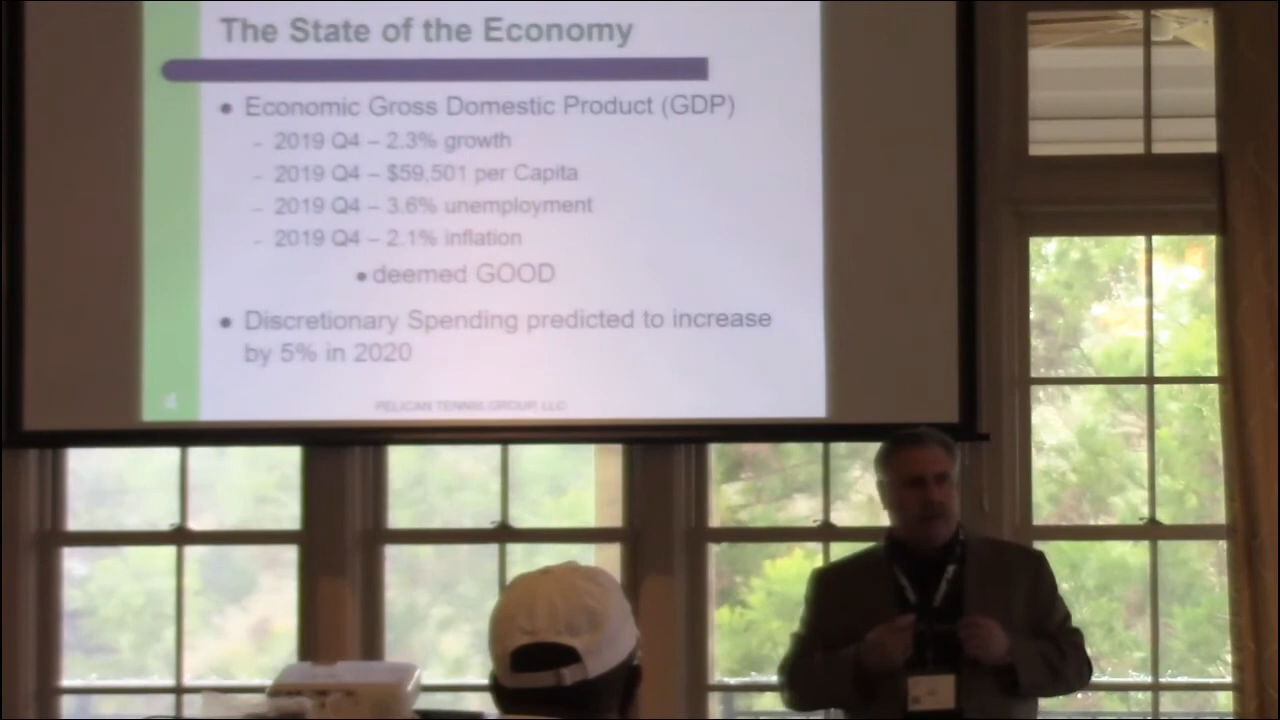 The State of the Economy
• Economic Gross Domestic Product (GDP)
– 2019 Q4 – 2.3% growth
– 2019 Q4 – $59,501 per Capita
– 2019 Q4 – 3.6% unemployment
– 2019 Q4 – 2.1% inflation
• deemed GOOD
• Discretionary Spending predicted to increase
by 5% in 2020
4
PELICAN TENNIS GROUP, LLC